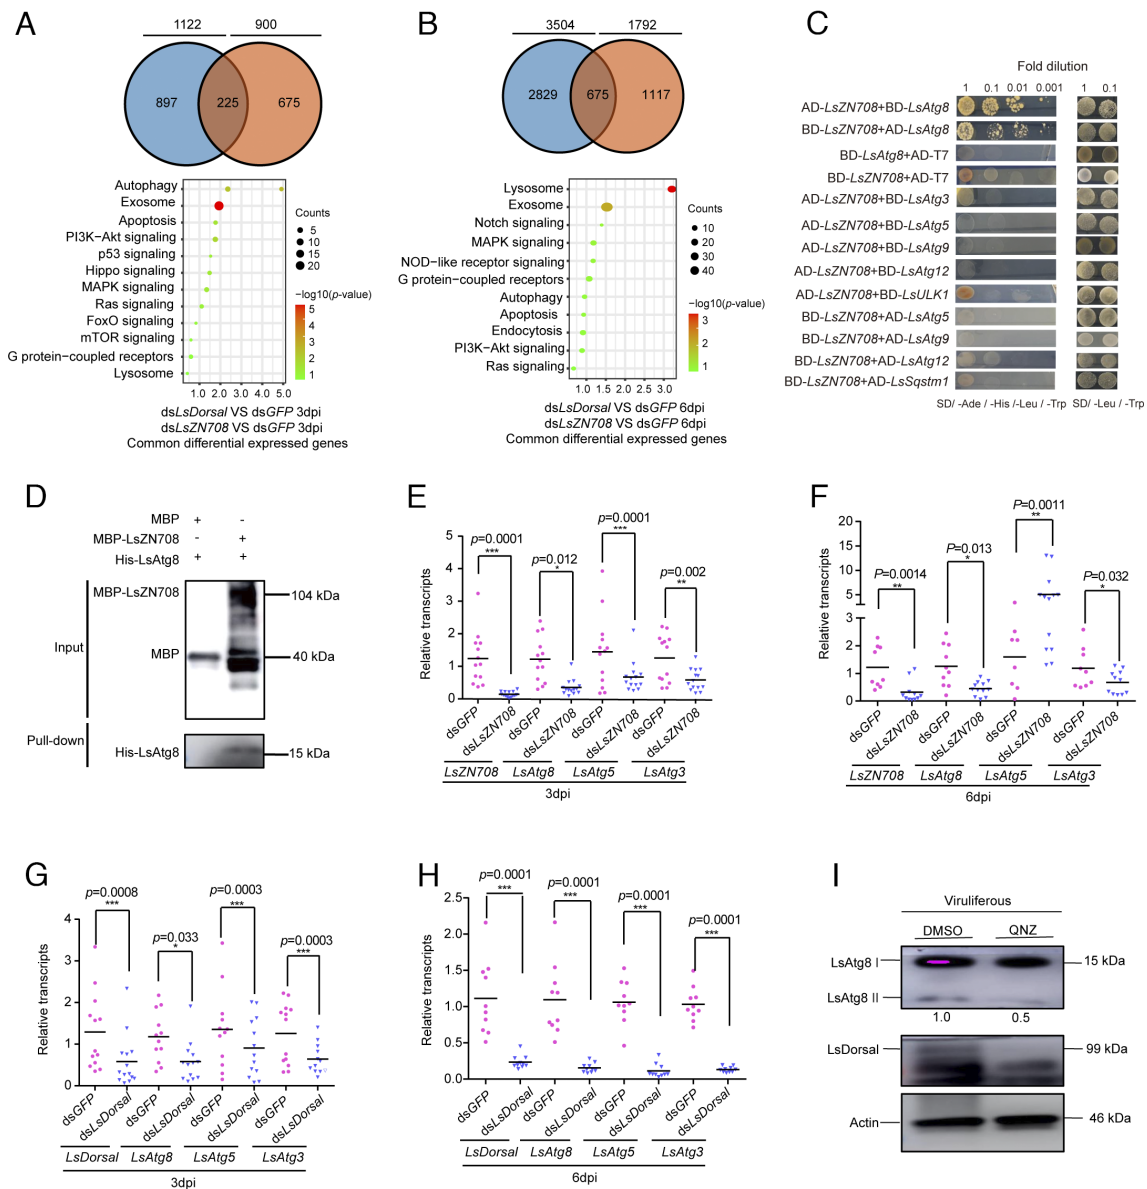 A
1122 900
897 225 675
Autophagy
Exosome
Apoptosis
PI3K−Akt signaling
p53 signaling
Hippo signaling
MAPK signaling
Ras signaling
FoxO signaling
mTOR signaling
G protein−coupled receptors
Lysosome
Counts
5
10
15
20
−log10(p-value)
5
4
3
2
1
1.0 2.0 3.0 4.0 5.0
dsLsDorsal VS dsGFP 3dpi
dsLsZN708 VS dsGFP 3dpi
Common differential expressed genes
B
3504 1792
2829 675 1117
Lysosome
Exosome
Notch signaling
MAPK signaling
NOD−like receptor signaling
G protein−coupled receptors
Autophagy
Apoptosis
Endocytosis
PI3K−Akt signaling
Ras signaling
Counts
10
20
30
40
−log10(p-value)
3
2
1
1.0 1.5 2.0 2.5 3.0
dsLsDorsal VS dsGFP 6dpi
dsLsZN708 VS dsGFP 6dpi
Common differential expressed genes
C
Fold dilution
1 0.1 0.01 0.001 1 0.1
AD-LsZN708+BD-LsAtg8
BD-LsZN708+AD-LsAtg8
BD-LsAtg8+AD-T7
BD-LsZN708+AD-T7
AD-LsZN708+BD-LsAtg3
AD-LsZN708+BD-LsAtg5
AD-LsZN708+BD-LsAtg9
AD-LsZN708+BD-LsAtg12
AD-LsZN708+BD-LsULK1
BD-LsZN708+AD-LsAtg5
BD-LsZN708+AD-LsAtg9
BD-LsZN708+AD-LsAtg12
BD-LsZN708+AD-LsSqstm1
SD/ -Ade / -His /-Leu / -Trp SD/ -Leu / -Trp
D
MBP + -
MBP-LsZN708 - +
His-LsAtg8 + +
MBP-LsZN708 104 kDa
Input
MBP 40 kDa
Pull-down
His-LsAtg8 15 kDa
E
Relative transcripts
5
4
3
2
1
0
p=0.0001
***
p=0.012
*
p=0.0001
***
p=0.002
**
dsGFP dsLsZN708 dsGFP dsLsZN708 dsGFP dsLsZN708 dsGFP dsLsZN708
LsZN708 LsAtg8 LsAtg5 LsAtg3
3dpi
F
Relative transcripts
20
15
10
5
3
2
1
0
P=0.0014
**
P=0.013
*
P=0.0011
**
P=0.032
*
dsGFP dsLsZN708 dsGFP dsLsZN708 dsGFP dsLsZN708 dsGFP dsLsZN708
LsZN708 LsAtg8 LsAtg5 LsAtg3
6dpi
G
Relative transcripts
4
3
2
1
0
p=0.0008
***
p=0.033
*
p=0.0003
***
p=0.0003
***
dsGFP dsLsDorsal dsGFP dsLsDorsal dsGFP dsLsDorsal dsGFP dsLsDorsal
LsDorsal LsAtg8 LsAtg5 LsAtg3
3dpi
H
Relative transcripts
2.5
2.0
1.5
1.0
0.5
0.0
p=0.0001
***
p=0.0001
***
p=0.0001
***
p=0.0001
***
dsGFP dsLsDorsal dsGFP dsLsDorsal dsGFP dsLsDorsal dsGFP dsLsDorsal
LsDorsal LsAtg8 LsAtg5 LsAtg3
6dpi
I
Viruliferous
DMSO QNZ
LsAtg8 I 15 kDa
LsAtg8 II
1.0 0.5
LsDorsal 99 kDa
Actin 46 kDa